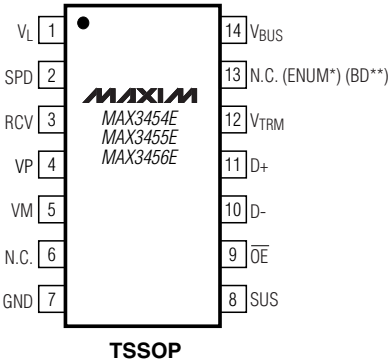 VL 1
SPD 2
RCV 3
VP 4
VM 5
N.C. 6
GND 7
MAXIM
MAX3454E
MAX3455E
MAX3456E
14 VBUS
13 N.C. (ENUM*) (BD**)
12 VTRM
11 D+
10 D-
9 O̅E̅
8 SUS
TSSOP